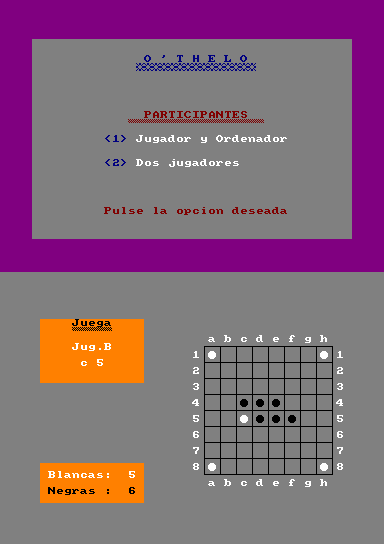 O ' T H E L O
PARTICIPANTES
<1> Jugador y Ordenador
<2> Dos jugadores
Pulse la opcion deseada
Juega
Jug.B
c 5
Blancas: 5
Negras : 6
a b c d e f g h
1 1
2 2
3 3
4 4
5 5
6 6
7 7
8 8
a b c d e f g h